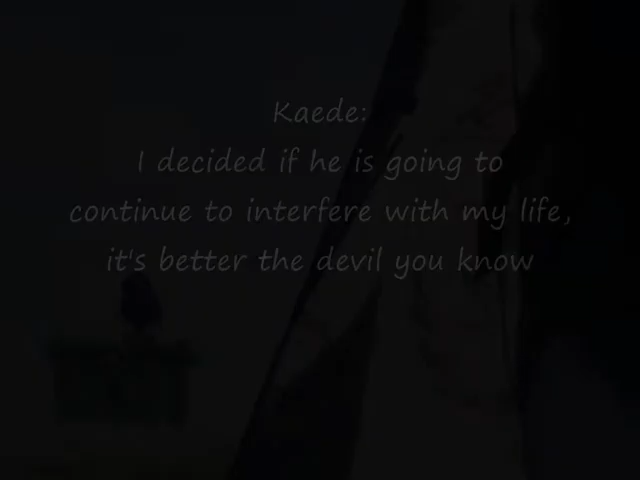 Kaede:
I decided if he is going to
continue to interfere with my life,
it's better the devil you know